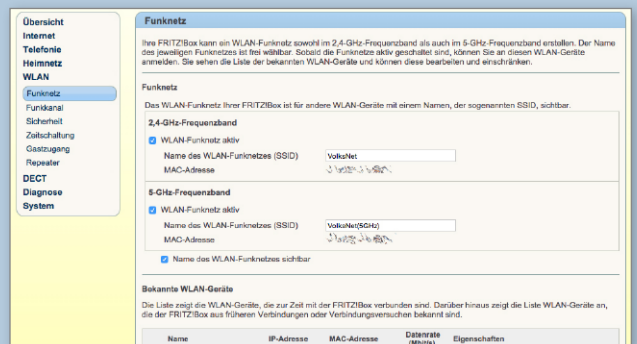 Übersicht
Internet
Telefonie
Heimnetz
WLAN
Funknetz
Funkkanal
Sicherheit
Zeitschaltung
Gastzugang
Repeater
DECT
Diagnose
System
Funknetz
Ihre FRITZ!Box kann ein WLAN-Funknetz sowohl im 2,4-GHz-Frequenzband als auch im 5-GHz-Frequenzband erstellen. Der Name
des jeweiligen Funknetzes ist frei wählbar. Sobald die Funknetze aktiv geschaltet sind, können Sie an diesen WLAN-Geräte
anmelden. Sie sehen die Liste der bekannten WLAN-Geräte und können diese bearbeiten und einschränken.
Funknetz
Das WLAN-Funknetz Ihrer FRITZ!Box ist für andere WLAN-Geräte mit einem Namen, der sogenannten SSID, sichtbar.
2,4-GHz-Frequenzband
WLAN-Funknetz aktiv
Name des WLAN-Funknetzes (SSID) VolksNet
MAC-Adresse
5-GHz-Frequenzband
WLAN-Funknetz aktiv
Name des WLAN-Funknetzes (SSID) VolksNet(5GHz)
MAC-Adresse
Name des WLAN-Funknetzes sichtbar
Bekannte WLAN-Geräte
Die Liste zeigt die WLAN-Geräte, die zur Zeit mit der FRITZ!Box verbunden sind. Darüber hinaus zeigt die Liste WLAN-Geräte an,
die der FRITZ!Box aus früheren Verbindungen oder Verbindungsversuchen bekannt sind.
Name IP-Adresse MAC-Adresse Datenrate (Mbit/s) Eigenschaften